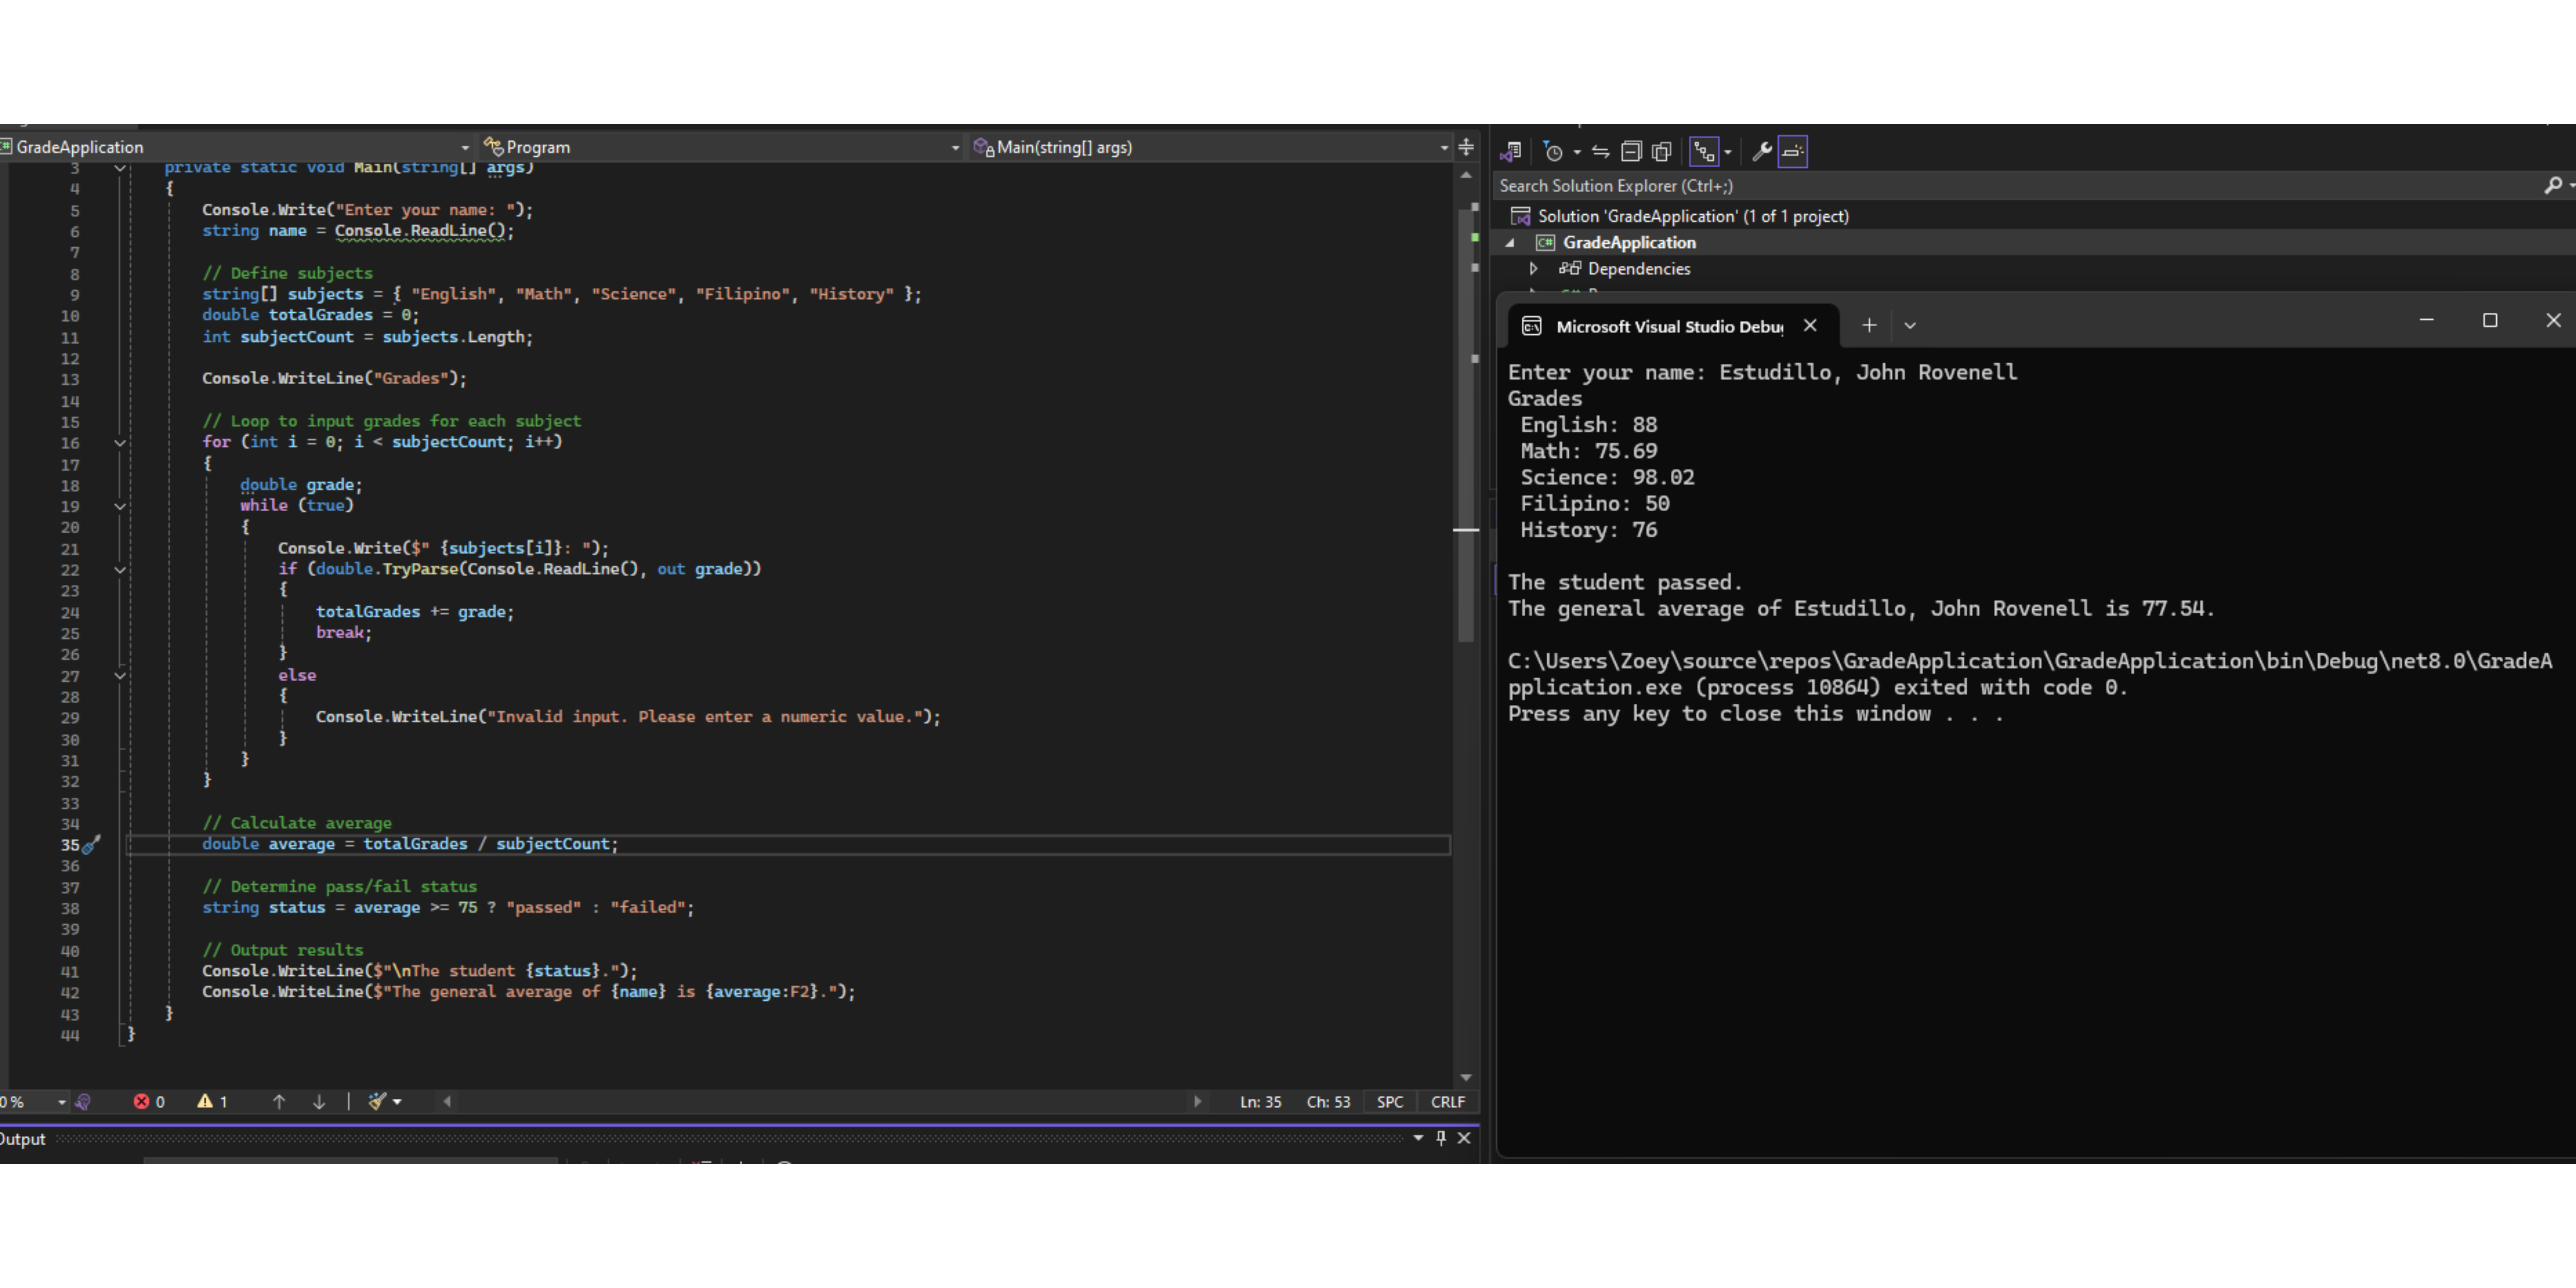 GradeApplication
Program
Main(string[] args)
3 private static void Main(string[] args)
4 {
5 Console.Write("Enter your name: ");
6 string name = Console.ReadLine();
7
8 // Define subjects
9 string[] subjects = { "English", "Math", "Science", "Filipino", "History" };
10 double totalGrades = 0;
11 int subjectCount = subjects.Length;
12
13 Console.WriteLine("Grades");
14
15 // Loop to input grades for each subject
16 for (int i = 0; i < subjectCount; i++)
17 {
18 double grade;
19 while (true)
20 {
21 Console.Write($" {subjects[i]}: ");
22 if (double.TryParse(Console.ReadLine(), out grade))
23 {
24 totalGrades += grade;
25 break;
26 }
27 else
28 {
29 Console.WriteLine("Invalid input. Please enter a numeric value.");
30 }
31 }
32 }
33
34 // Calculate average
35 double average = totalGrades / subjectCount;
36
37 // Determine pass/fail status
38 string status = average >= 75 ? "passed" : "failed";
39
40 // Output results
41 Console.WriteLine($"\nThe student {status}.");
42 Console.WriteLine($"The general average of {name} is {average:F2}.");
43 }
44 }
0 %
0
1
Ln: 35 Ch: 53 SPC CRLF
Output
Search Solution Explorer (Ctrl+;)
Solution 'GradeApplication' (1 of 1 project)
C# GradeApplication
Dependencies
Microsoft Visual Studio Debu
Enter your name: Estudillo, John Rovenell
Grades
English: 88
Math: 75.69
Science: 98.02
Filipino: 50
History: 76
The student passed.
The general average of Estudillo, John Rovenell is 77.54.
C:\Users\Zoey\source\repos\GradeApplication\GradeApplication\bin\Debug\net8.0\GradeA
pplication.exe (process 10864) exited with code 0.
Press any key to close this window . . .